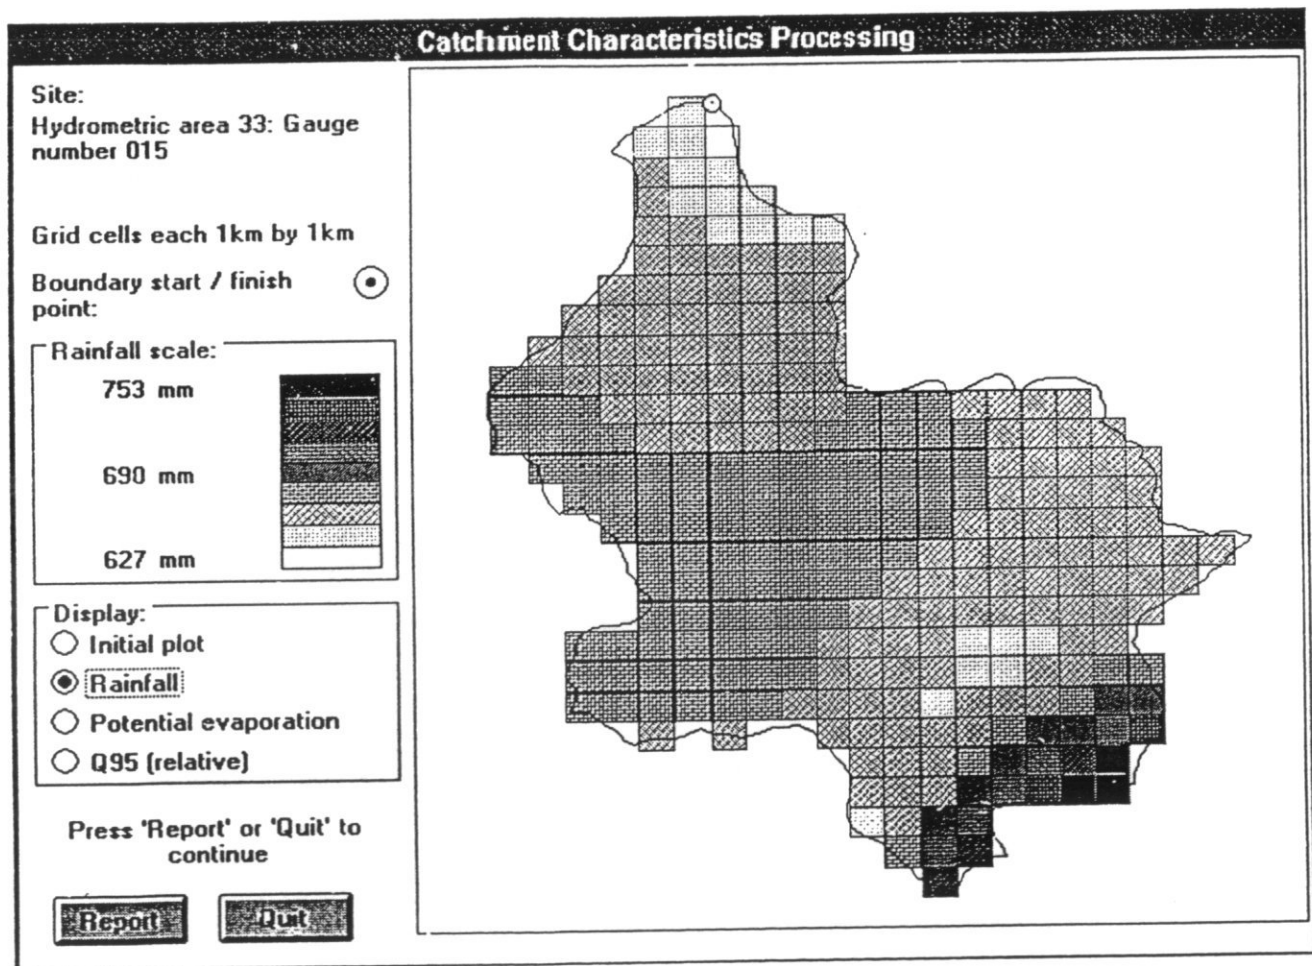 Catchment Characteristics Processing
Site:
Hydrometric area 33: Gauge
number 015
Grid cells each 1km by 1km
Boundary start / finish
point:
Rainfall scale:
753 mm
690 mm
627 mm
Display:
Initial plot
Rainfall
Potential evaporation
Q95 (relative)
Press 'Report' or 'Quit' to
continue
Report
Quit